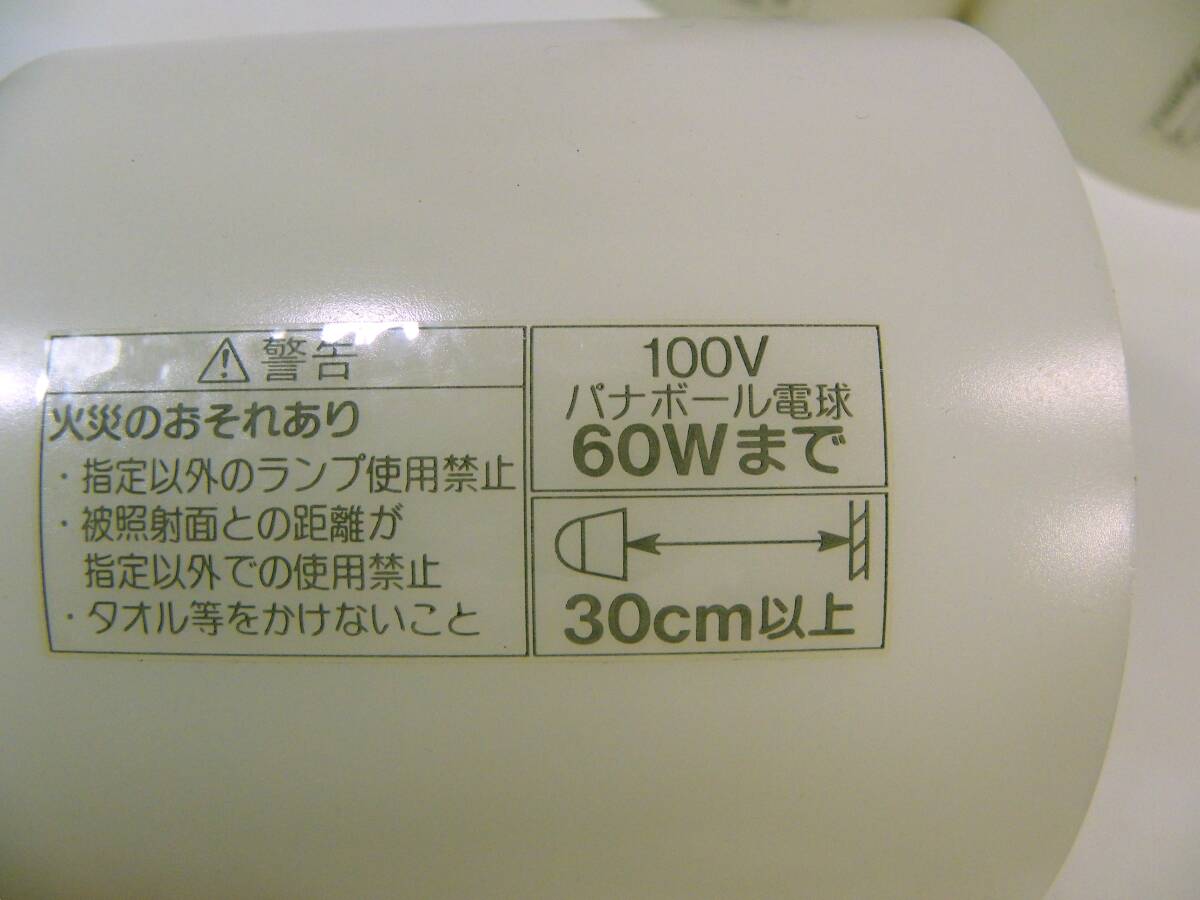 ⚠警告
火災のおそれあり
・指定以外のランプ使用禁止
・被照射面との距離が
指定以外での使用禁止
・タオル等をかけないこと
100V
パナボール電球
60Wまで
30cm以上